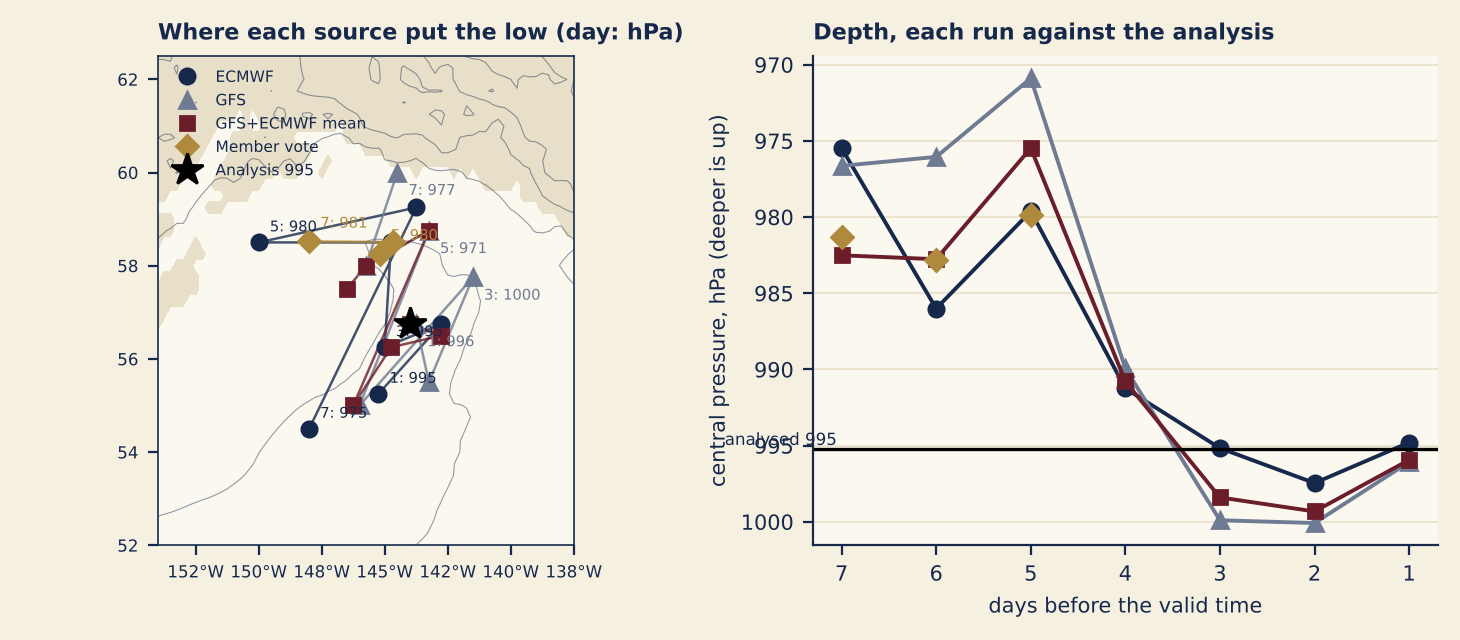 Where each source put the low (day: hPa)
ECMWF
GFS
GFS+ECMWF mean
Member vote
Analysis 995
62
60
58
56
54
52
152°W 150°W 148°W 145°W 142°W 140°W 138°W
7: 977
5: 980
7: 981
5: 980
5: 971
3: 1000
3: 995
1: 996
1: 995
7: 975
Depth, each run against the analysis
central pressure, hPa (deeper is up)
970
975
980
985
990
995
1000
analysed 995
7 6 5 4 3 2 1
days before the valid time